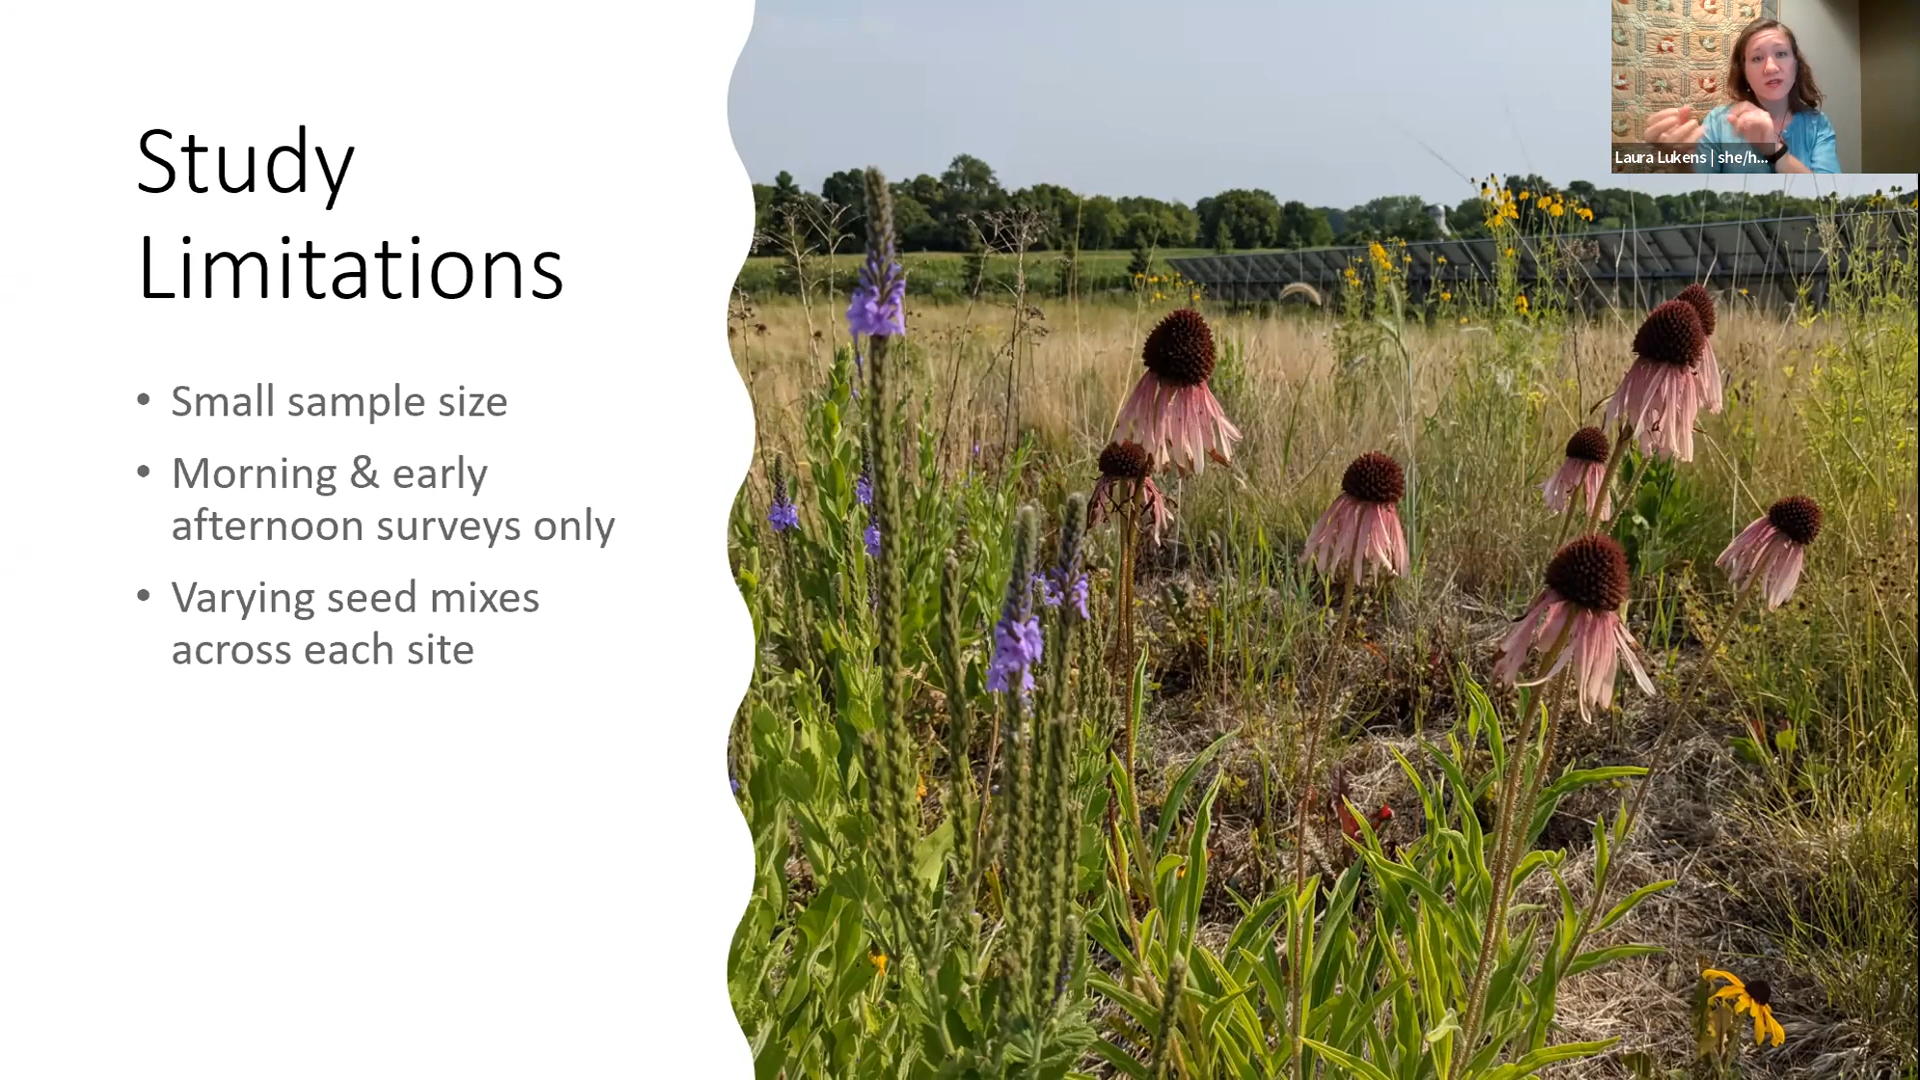 Study
Limitations
• Small sample size
• Morning & early
afternoon surveys only
• Varying seed mixes
across each site
Laura Lukens | she/h...